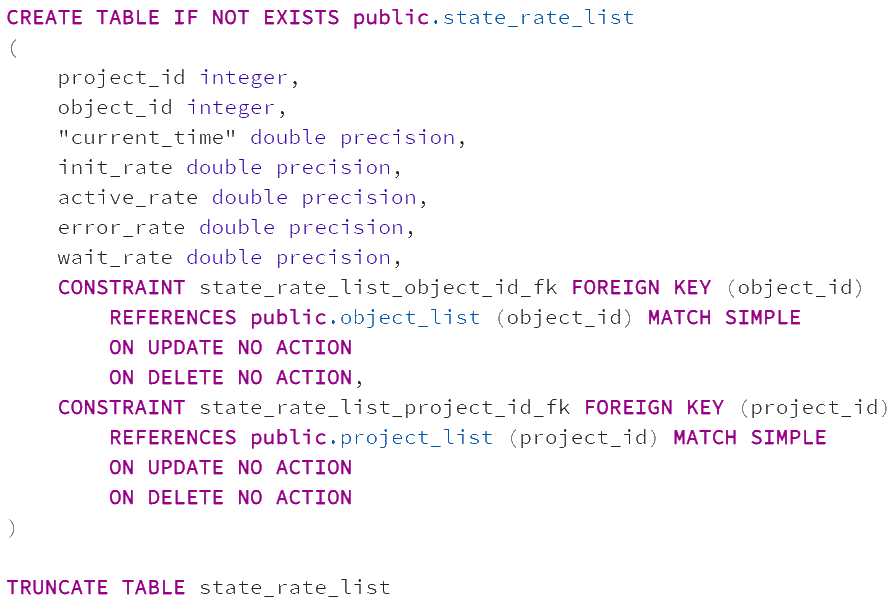 CREATE TABLE IF NOT EXISTS public.state_rate_list
(
    project_id integer,
    object_id integer,
    "current_time" double precision,
    init_rate double precision,
    active_rate double precision,
    error_rate double precision,
    wait_rate double precision,
    CONSTRAINT state_rate_list_object_id_fk FOREIGN KEY (object_id)
        REFERENCES public.object_list (object_id) MATCH SIMPLE
        ON UPDATE NO ACTION
        ON DELETE NO ACTION,
    CONSTRAINT state_rate_list_project_id_fk FOREIGN KEY (project_id)
        REFERENCES public.project_list (project_id) MATCH SIMPLE
        ON UPDATE NO ACTION
        ON DELETE NO ACTION
)
TRUNCATE TABLE state_rate_list